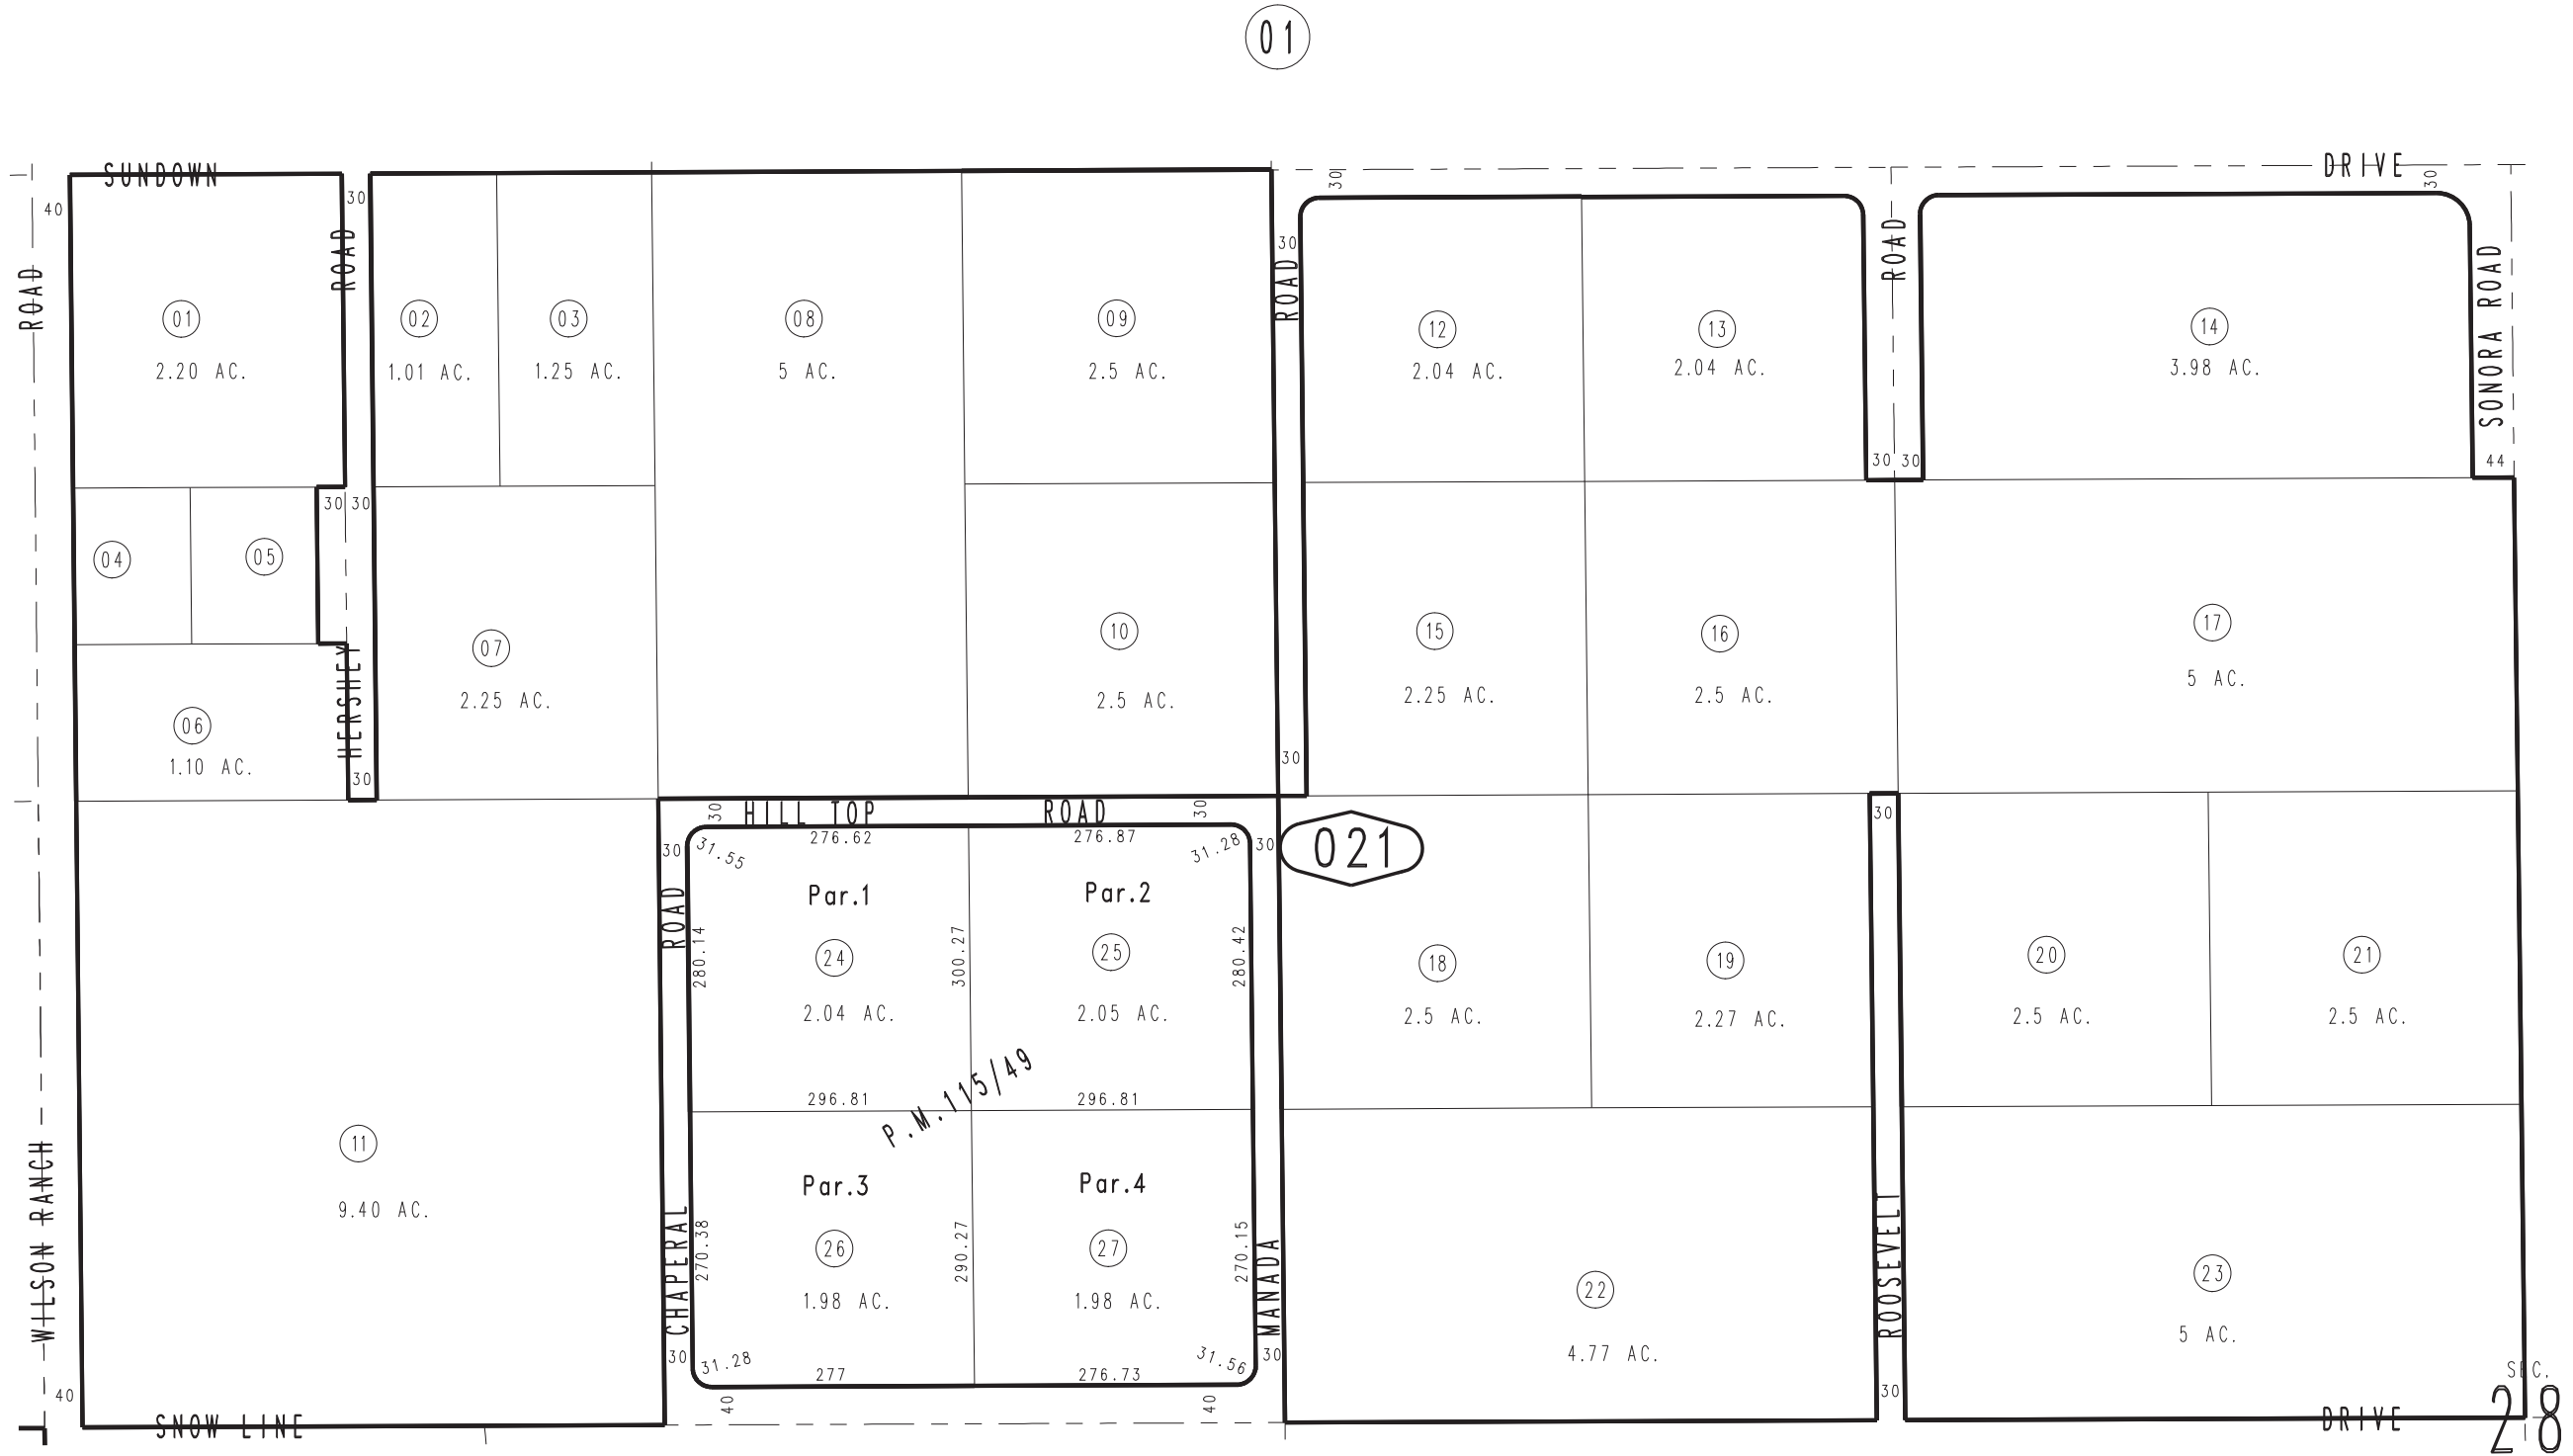 01
SUNDOWN
DRIVE
30
30
40
30
ROAD
ROAD
30
ROAD
ROAD
SONORA ROAD
01
2.20 AC.
02
1.01 AC.
03
1.25 AC.
08
5 AC.
09
2.5 AC.
12
2.04 AC.
13
2.04 AC.
14
3.98 AC.
30 30
44
30 30
04
05
06
1.10 AC.
HERSHEY
30
07
2.25 AC.
10
2.5 AC.
30
15
2.25 AC.
16
2.5 AC.
17
5 AC.
30
HILL TOP
ROAD
30
276.62
276.87
30
31.55
31.28
30
021
30
ROAD
Par.1
Par.2
280.14
24
2.04 AC.
300.27
25
2.05 AC.
280.42
18
2.5 AC.
19
2.27 AC.
20
2.5 AC.
21
2.5 AC.
296.81
296.81
P.M.115/49
11
9.40 AC.
WILSON RANCH
CHAPERAL
Par.3
Par.4
270.38
26
1.98 AC.
290.27
27
1.98 AC.
270.15
MANADA
22
4.77 AC.
ROOSEVELT
23
5 AC.
30
31.28
277
276.73
31.56
30
30
40
40
40
SNOW LINE
DRIVE
SEC.
28